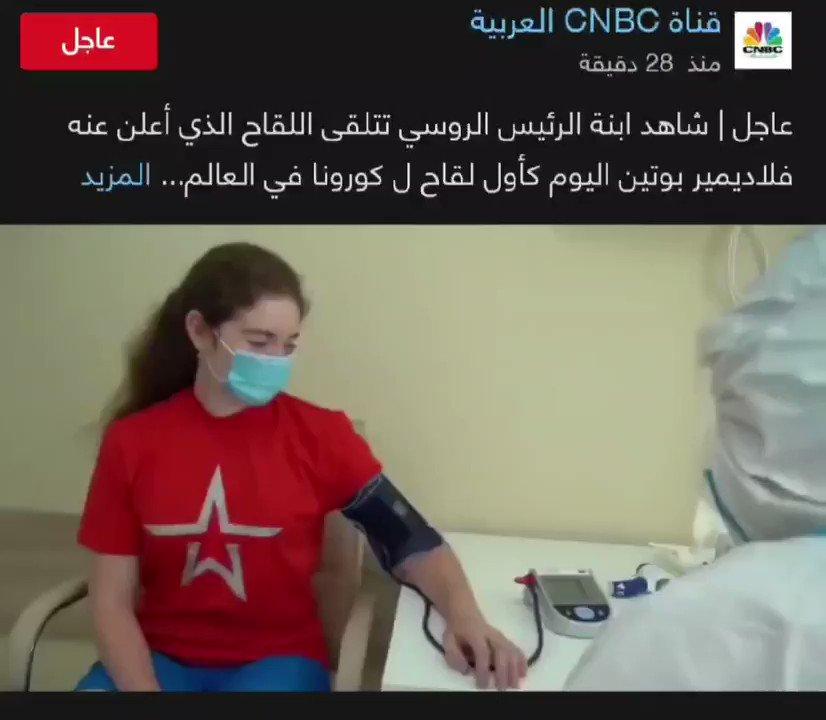 قناة CNBC العربية
عاجل
CNBC
منذ 28 دقيقة
عاجل | شاهد ابنة الرئيس الروسي تتلقى اللقاح الذي أعلن عنه
فلاديمير بوتين اليوم كأول لقاح ل كورونا في العالم... المزيد